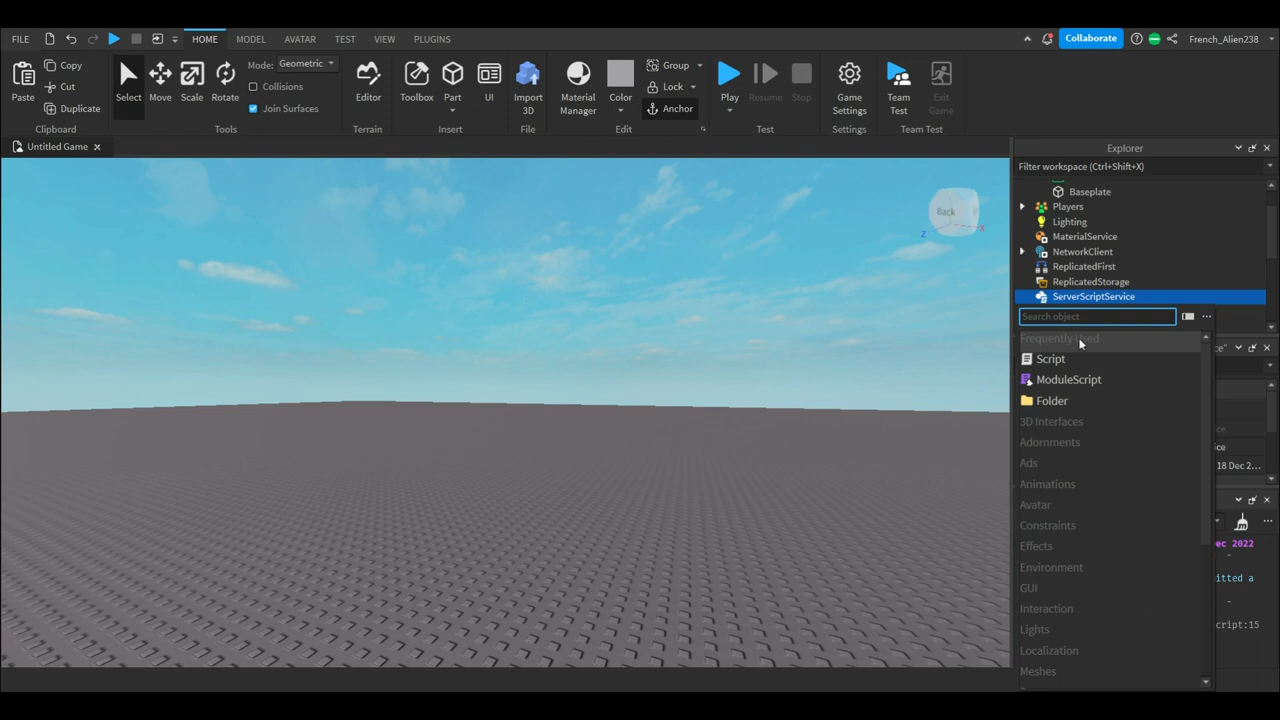 FILE HOME MODEL AVATAR TEST VIEW PLUGINS Collaborate French_Alien238
Copy Mode: Geometric Group
Cut Collisions Lock
Paste Duplicate Select Move Scale Rotate Join Surfaces Editor Toolbox Part UI Import 3D Material Manager Color Anchor Play Resume Stop Game Settings Team Test Exit Game
Clipboard Tools Terrain Insert File Edit Test Settings Team Test
Untitled Game Explorer
Filter workspace (Ctrl+Shift+X)
Baseplate
Players
Back Lighting
Z X MaterialService
NetworkClient
ReplicatedFirst
ReplicatedStorage
ServerScriptService
Search object
Frequently Used
Script
ModuleScript
Folder
3D Interfaces
ce
Adornments
ce
Ads 18 Dec 2...
Animations
Avatar
Constraints
Effects ec 2022
Environment
itted a
GUI
Interaction
Lights cript:15
Localization
Meshes